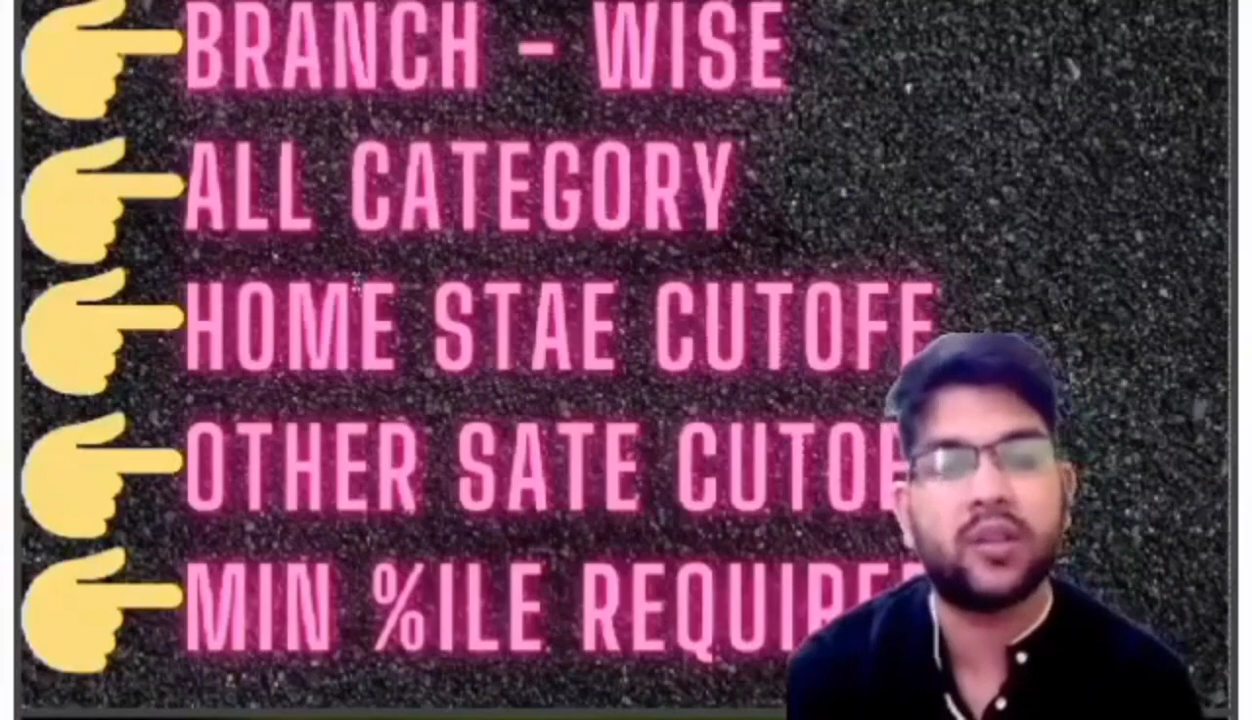 BRANCH - WISE
ALL CATEGORY
HOME STAE CUTOFF
OTHER SATE
MIN %ILE